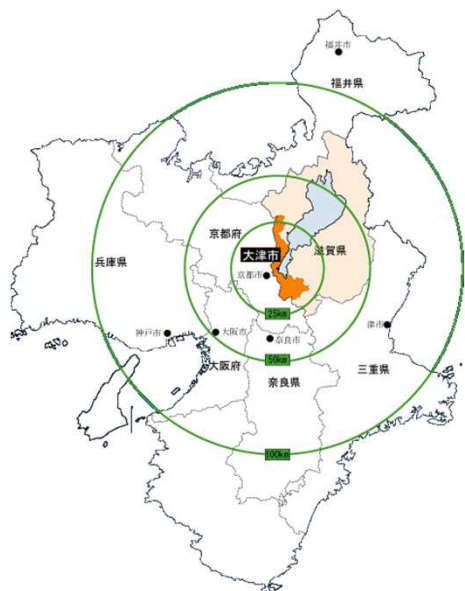 福井市
福井県
京都府
大津市
滋賀県
兵庫県
京都市
25km
神戸市
大阪市
奈良市
津市
50km
大阪府
奈良県
三重県
100km